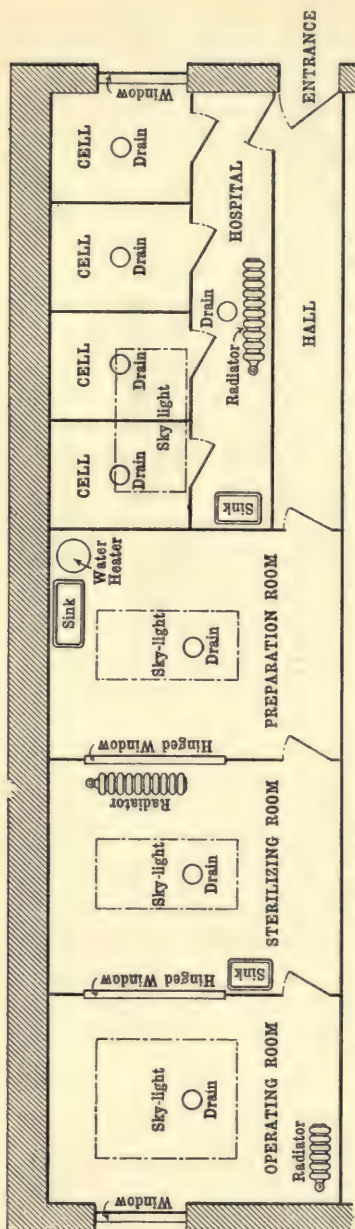 CELL
Drain
CELL
Drain
CELL
Drain
CELL
Drain
Window
Sky light
HOSPITAL
Drain
Radiator
Sink
ENTRANCE
HALL
Sink
Water
Heater
Sky-light
Drain
PREPARATION ROOM
Hinged Window
Radiator
Sky-light
Drain
STERILIZING ROOM
Sink
Hinged Window
Sky-light
Drain
OPERATING ROOM
Radiator
Window